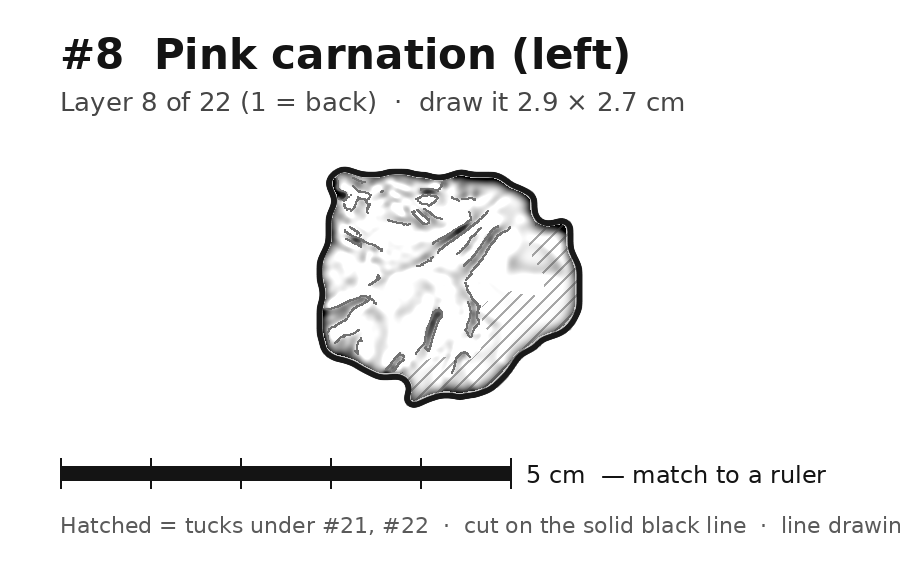 #8 Pink carnation (left)
Layer 8 of 22 (1 = back) · draw it 2.9 × 2.7 cm
5 cm — match to a ruler
Hatched = tucks under #21, #22 · cut on the solid black line · line drawin